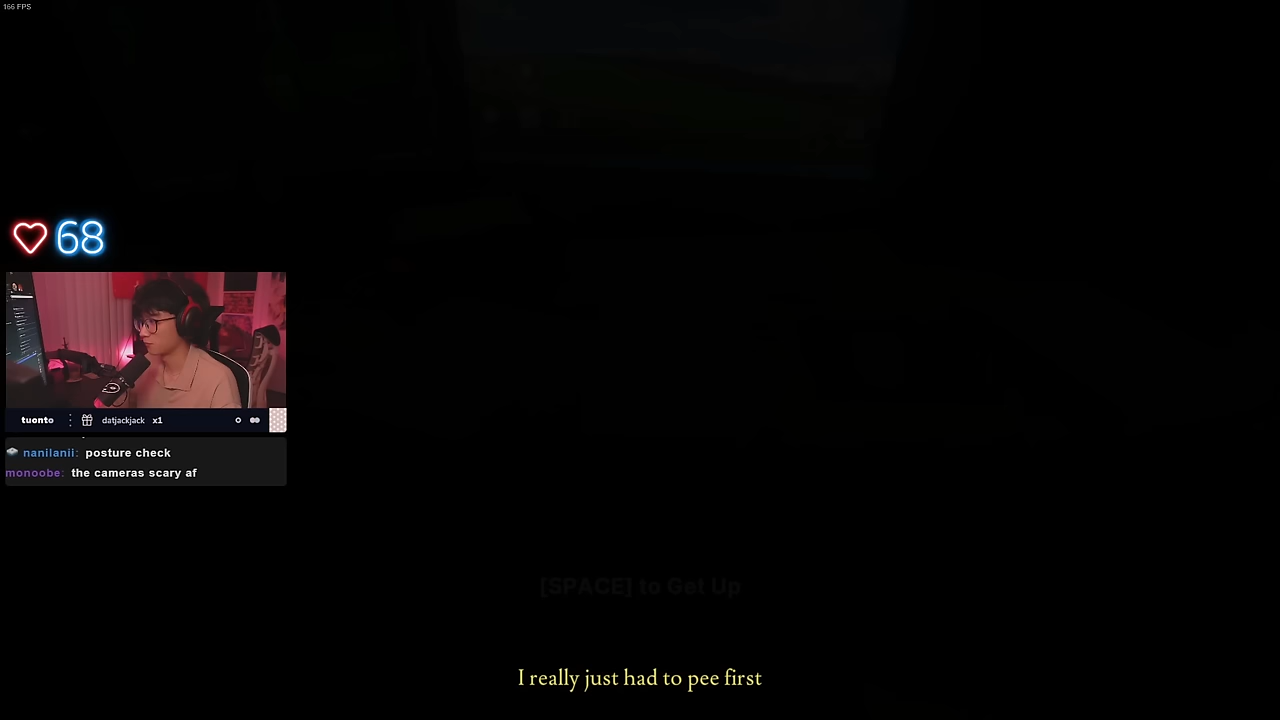 166 FPS
68
tuonto
datjackjack x1
nanilanii: posture check
monoobe: the cameras scary af
[SPACE] to Get Up
I really just had to pee first